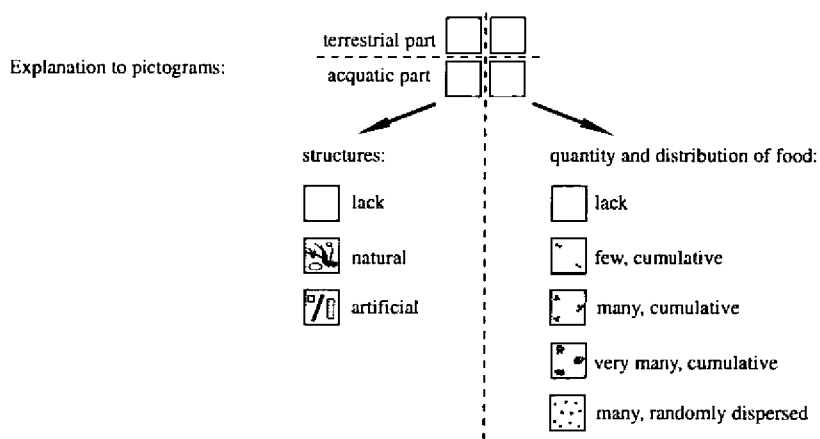 terrestrial part
Explanation to pictograms:
acquatic part
structures:
lack
natural
artificial
quantity and distribution of food:
lack
few, cumulative
many, cumulative
very many, cumulative
many, randomly dispersed